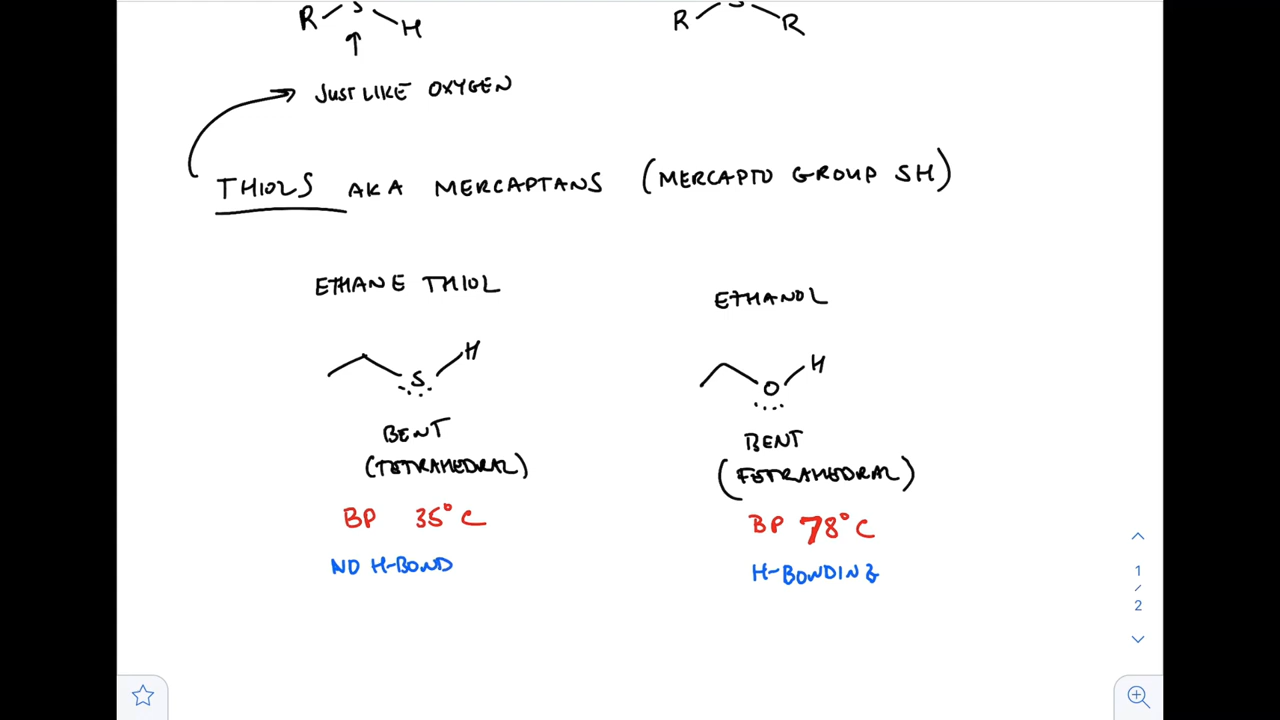 R S H
R S R
JUST LIKE OXYGEN
THIOLS AKA MERCAPTANS (MERCAPTO GROUP SH)
ETHANE THIOL
ETHANOL
H
S
H
O
BENT
(TETRAHEDRAL)
BENT
(TETRAHEDRAL)
BP 35°C
BP 78°C
NO H-BOND
H-BONDING
1
/
2